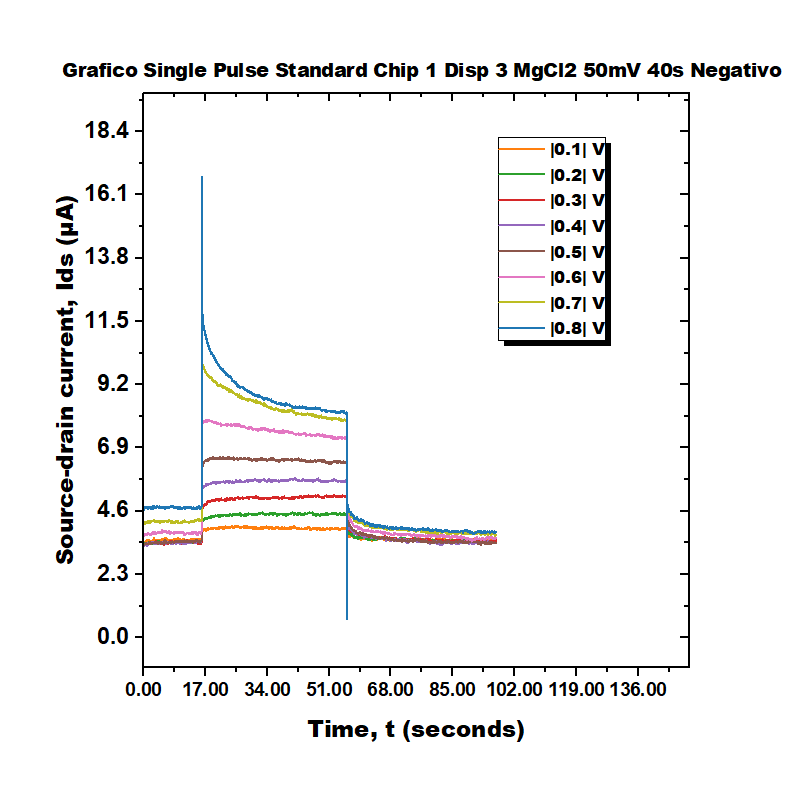 Grafico Single Pulse Standard Chip 1 Disp 3 MgCl2 50mV 40s Negativo
18.4
16.1
13.8
11.5
9.2
6.9
4.6
2.3
0.0
Source-drain current, Ids (µA)
|0.1| V
|0.2| V
|0.3| V
|0.4| V
|0.5| V
|0.6| V
|0.7| V
|0.8| V
0.00 17.00 34.00 51.00 68.00 85.00 102.00 119.00 136.00
Time, t (seconds)